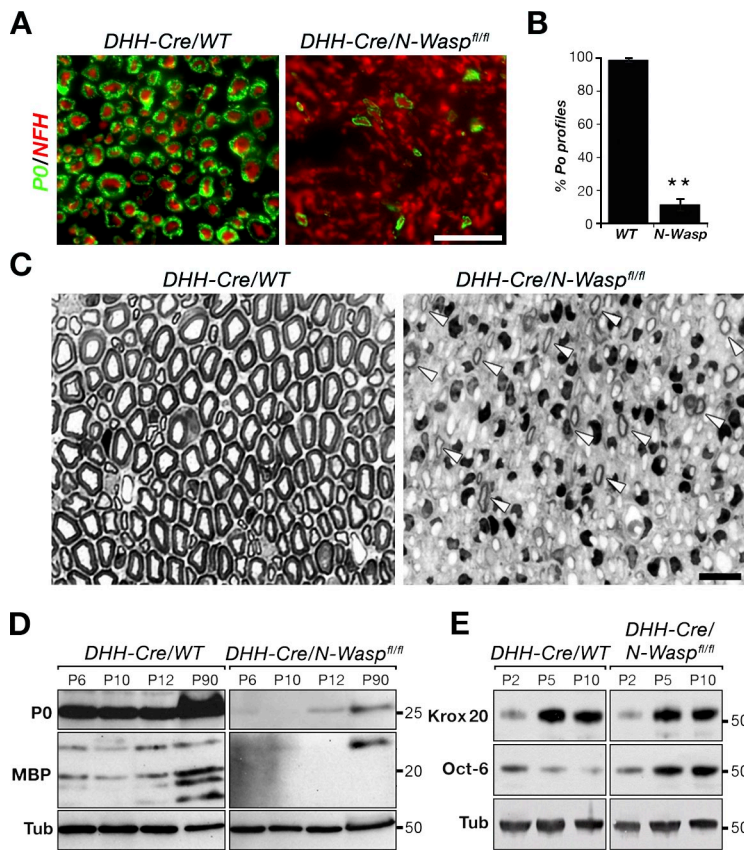 A
DHH-Cre/WT
DHH-Cre/N-Wasp^fl/fl
P0/NFH
B
% Po profiles
100
80
60
40
20
0
**
WT
N-Wasp
C
DHH-Cre/WT
DHH-Cre/N-Wasp^fl/fl
D
DHH-Cre/WT
DHH-Cre/N-Wasp^fl/fl
P6 P10 P12 P90
P6 P10 P12 P90
P0
25
MBP
20
Tub
50
E
DHH-Cre/WT
DHH-Cre/
N-Wasp^fl/fl
P2 P5 P10
P2 P5 P10
Krox20
50
Oct-6
50
Tub
50